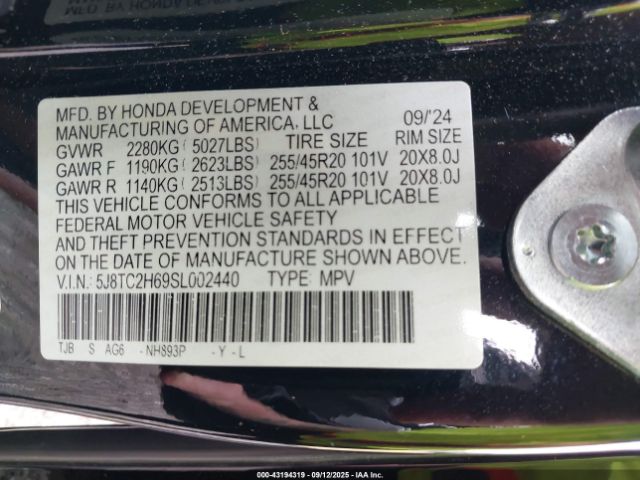 MFD. BY HONDA DEVELOPMENT &
MANUFACTURING OF AMERICA, LLC 09/'24
GVWR 2280KG ( 5027LBS) TIRE SIZE RIM SIZE
GAWR F 1190KG ( 2623LBS) 255/45R20 101V 20X8.0J
GAWR R 1140KG ( 2513LBS) 255/45R20 101V 20X8.0J
THIS VEHICLE CONFORMS TO ALL APPLICABLE
FEDERAL MOTOR VEHICLE SAFETY
AND THEFT PREVENTION STANDARDS IN EFFECT
ON THE DATE OF MANUFACTURE SHOWN ABOVE.
V.I.N.: 5J8TC2H69SL002440 TYPE: MPV
TJB S AG6 - NH893P - Y - L
000-43194319 | 09/12/2025 | IAA Inc.